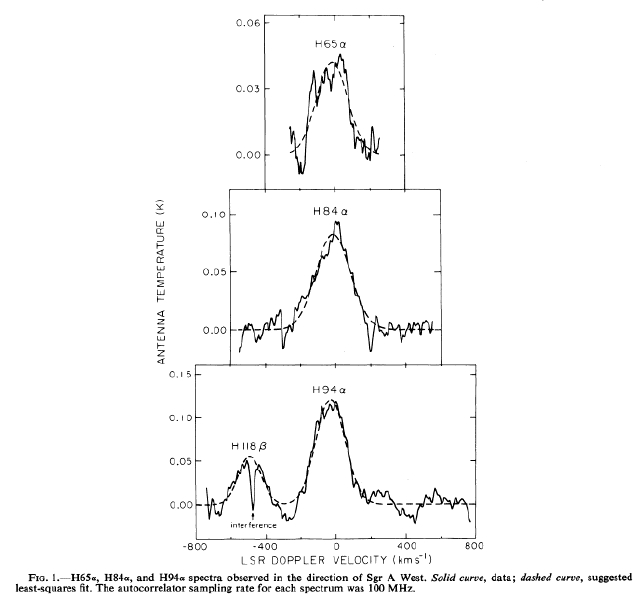 0.06
H65α
0.03
0.00
ANTENNA TEMPERATURE (K)
0.10
H84α
0.05
0.00
0.15
H94α
0.10
H118β
0.05
0.00
interference
-800 -400 0 400 800
LSR DOPPLER VELOCITY (kms⁻¹)
FIG. 1.—H65α, H84α, and H94α spectra observed in the direction of Sgr A West. Solid curve, data; dashed curve, suggested
least-squares fit. The autocorrelator sampling rate for each spectrum was 100 MHz.